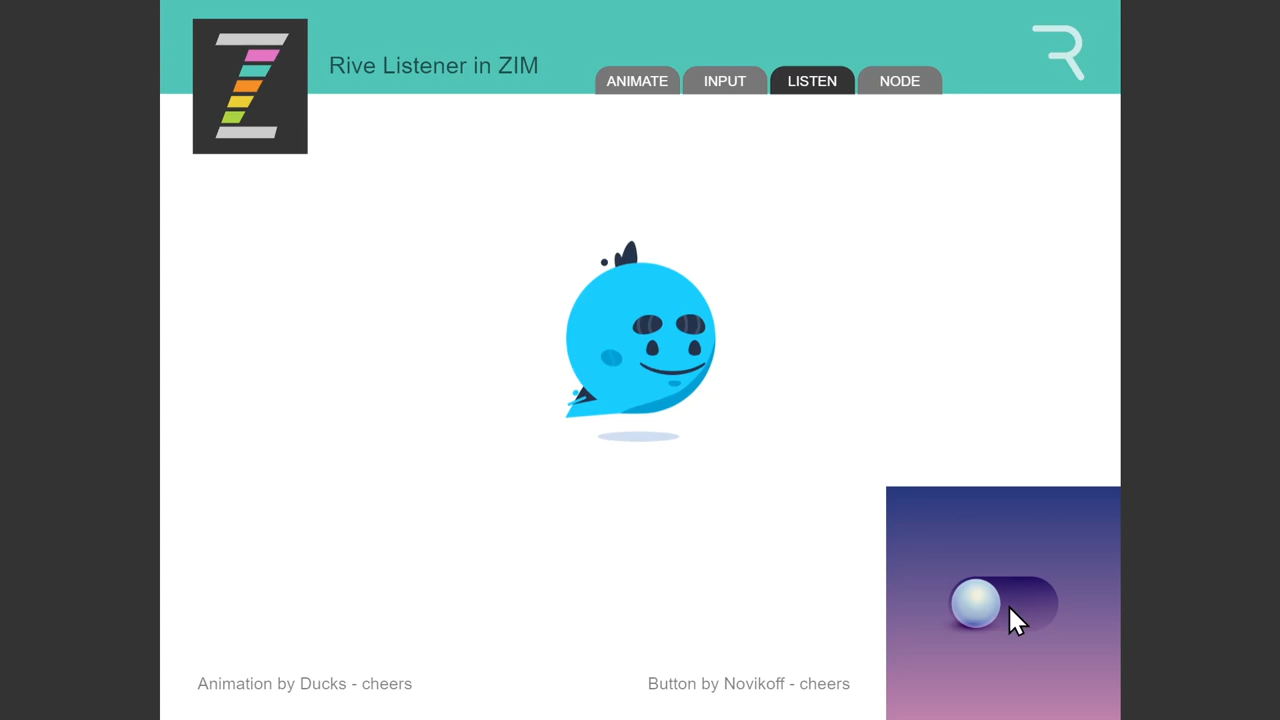 Rive Listener in ZIM
ANIMATE
INPUT
LISTEN
NODE
Animation by Ducks - cheers
Button by Novikoff - cheers